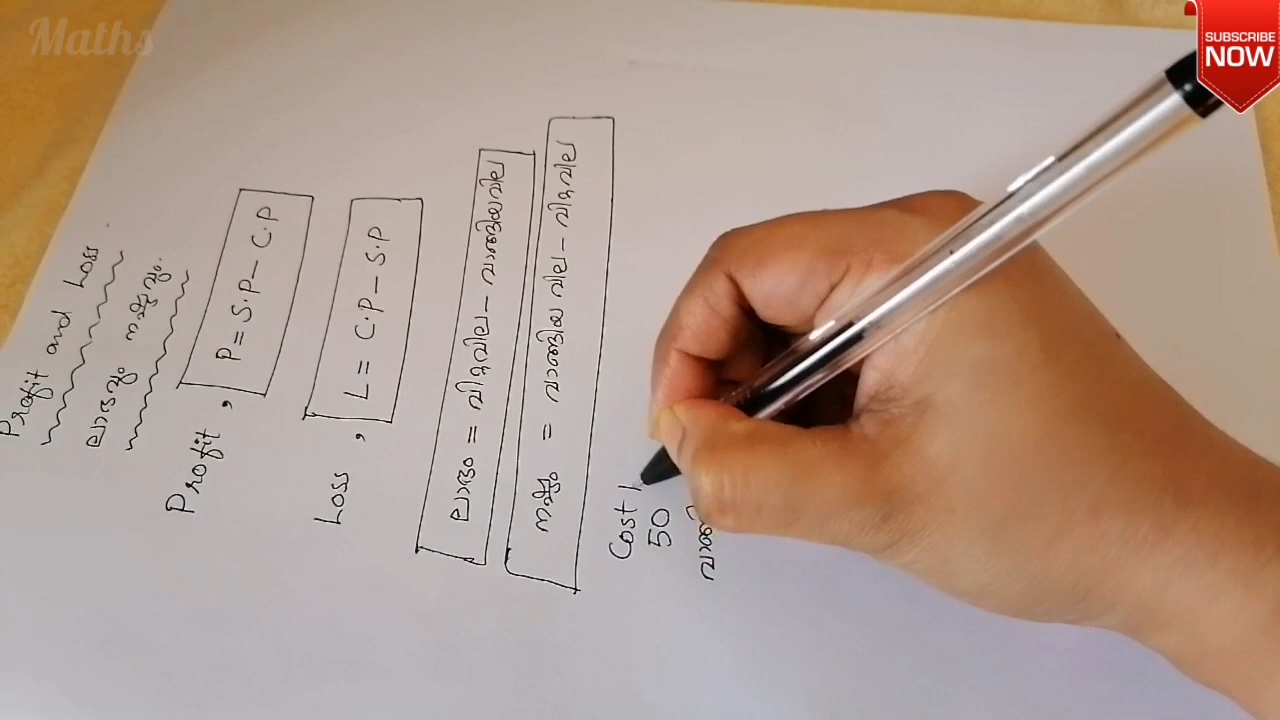 Maths
SUBSCRIBE
NOW
Profit and Loss
ലാഭവും നഷ്ടവും.
Profit, P = S.P - C.P
Loss, L = C.P - S.P
ലാഭം = വിറ്റവില - വാങ്ങിയവില
നഷ്ടം = വാങ്ങിയ വില - വിറ്റവില
Cost
50